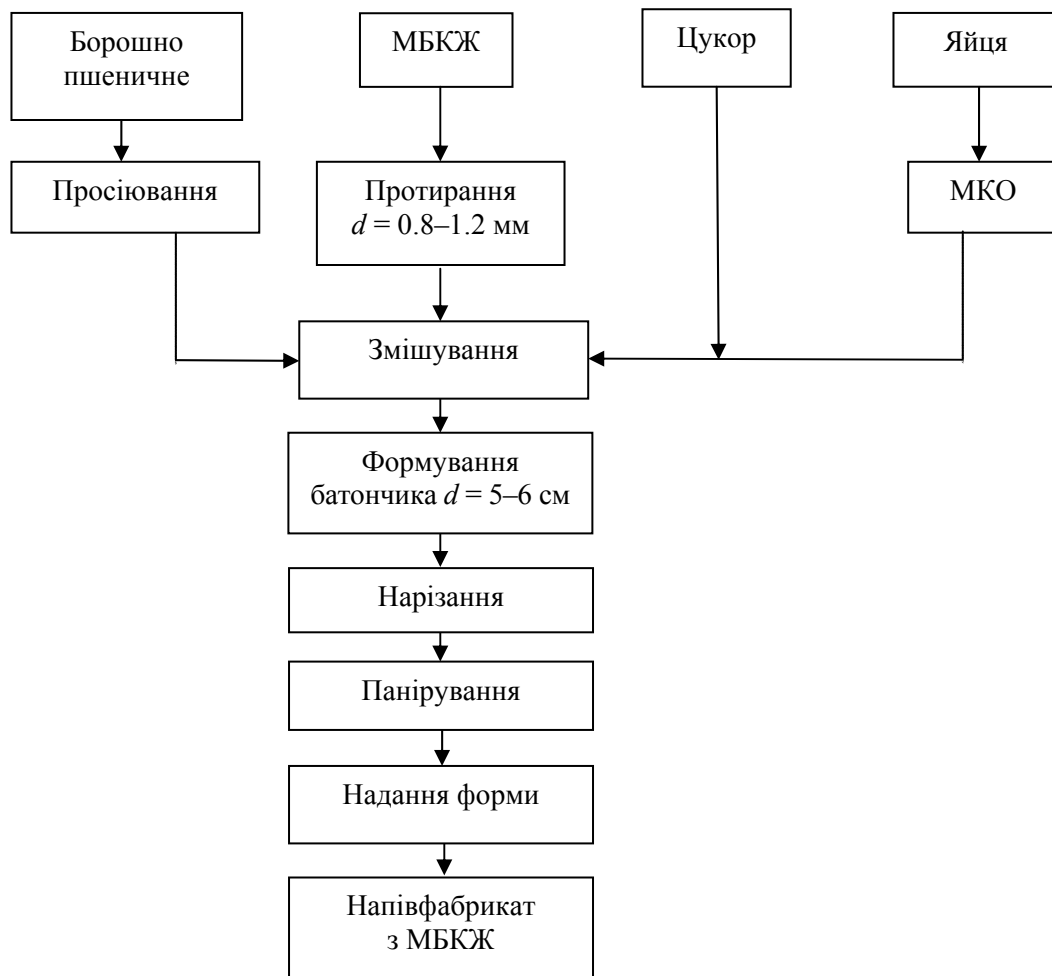 Борошно
пшеничне
МБКЖ
Цукор
Яйця
Просіювання
Протирання
d = 0.8–1.2 мм
МКО
Змішування
Формування
батончика d = 5–6 см
Нарізання
Панірування
Надання форми
Напівфабрикат
з МБКЖ